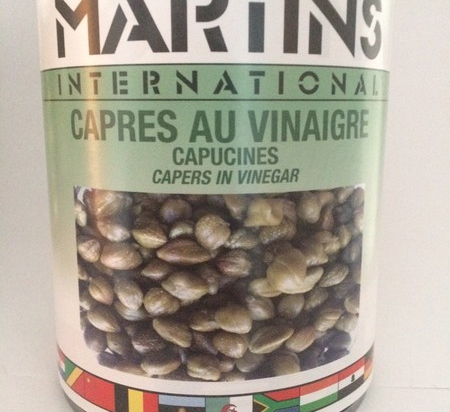 MARTINS
INTERNATIONAL
CAPRES AU VINAIGRE
CAPUCINES
CAPERS IN VINEGAR